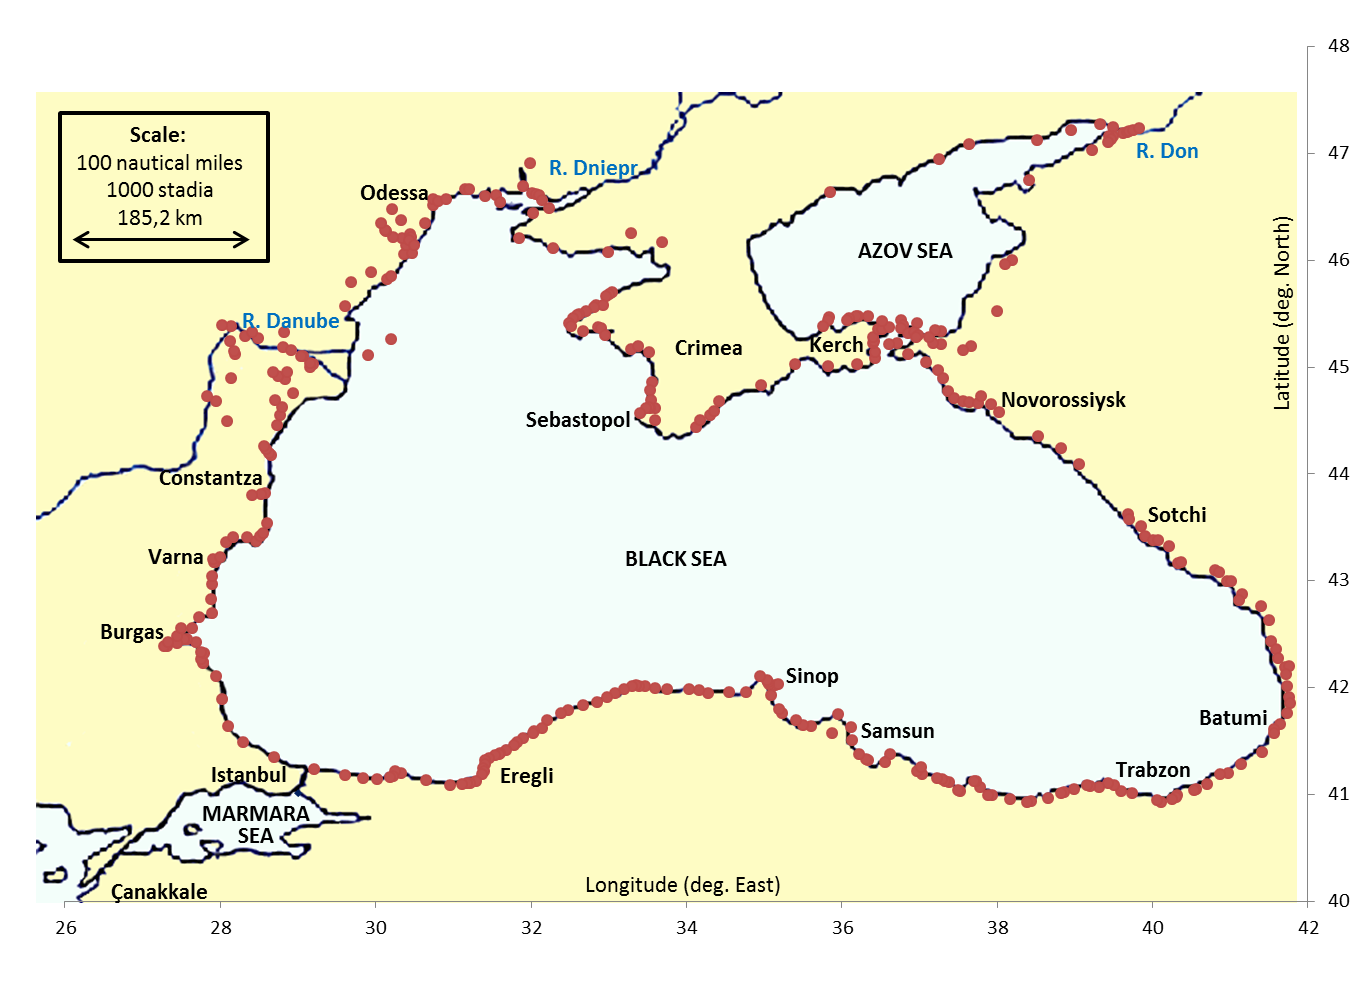 48
Scale:
100 nautical miles
1000 stadia
185,2 km
47
R. Don
R. Dniepr
Odessa
AZOV SEA
46
Latitude (deg. North)
R. Danube
Kerch
Crimea
45
Novorossiysk
Sebastopol
Constantza
44
Sotchi
Varna
BLACK SEA
43
Burgas
Sinop
42
Batumi
Samsun
Istanbul
Eregli
Trabzon
41
MARMARA
SEA
Longitude (deg. East)
Çanakkale
40
26 28 30 32 34 36 38 40 42